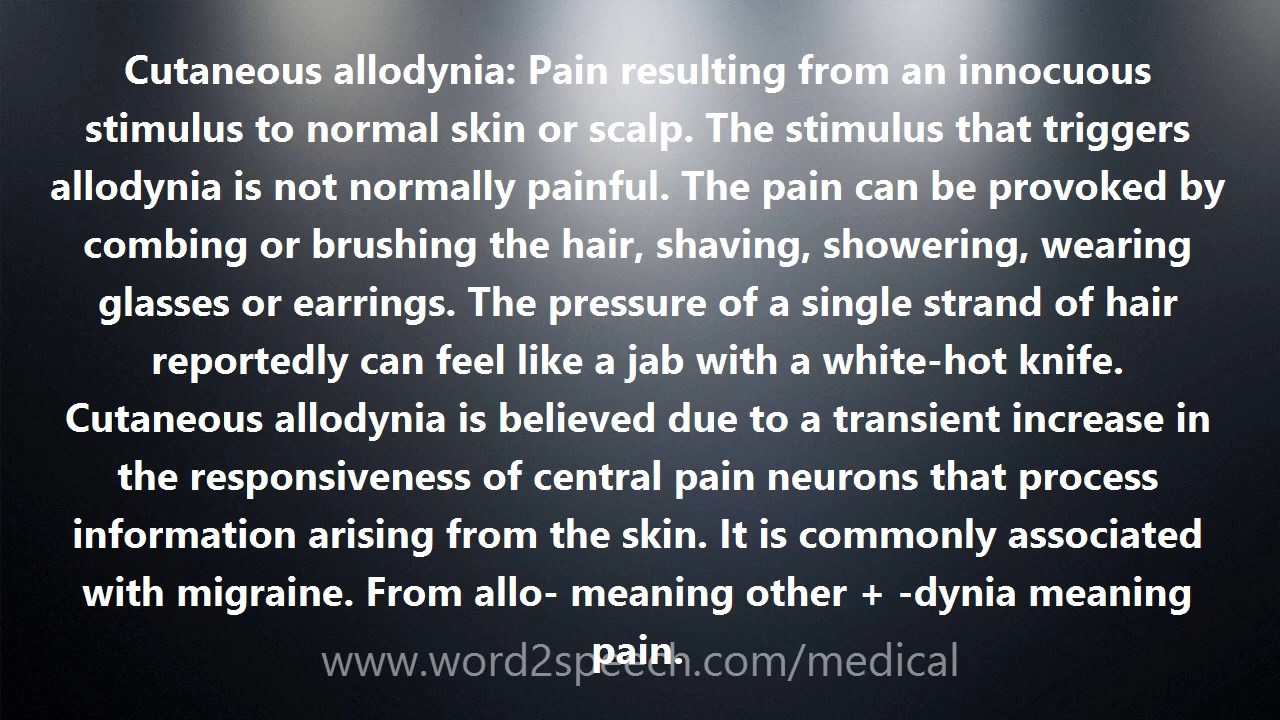 Cutaneous allodynia: Pain resulting from an innocuous
stimulus to normal skin or scalp. The stimulus that triggers
allodynia is not normally painful. The pain can be provoked by
combing or brushing the hair, shaving, showering, wearing
glasses or earrings. The pressure of a single strand of hair
reportedly can feel like a jab with a white-hot knife.
Cutaneous allodynia is believed due to a transient increase in
the responsiveness of central pain neurons that process
information arising from the skin. It is commonly associated
with migraine. From allo- meaning other + -dynia meaning
pain.
www.word2speech.com/medical